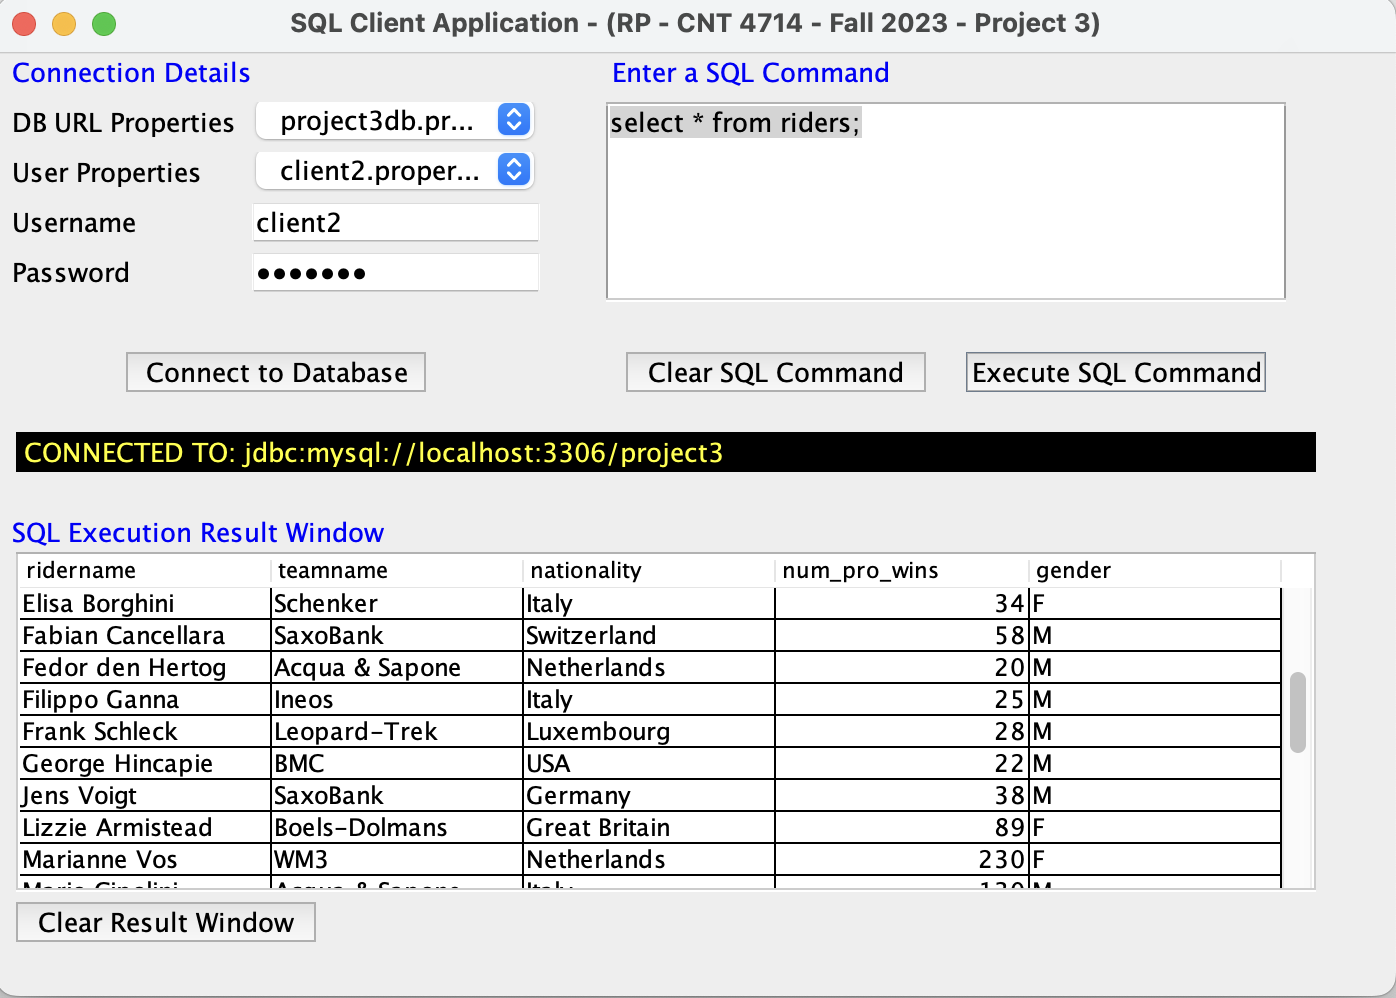 SQL Client Application - (RP - CNT 4714 - Fall 2023 - Project 3)
Connection Details
Enter a SQL Command
DB URL Properties project3db.pr...
select * from riders;
User Properties client2.proper...
Username client2
Password •••••••
Connect to Database
Clear SQL Command
Execute SQL Command
CONNECTED TO: jdbc:mysql://localhost:3306/project3
SQL Execution Result Window
ridername teamname nationality num_pro_wins gender
Elisa Borghini Schenker Italy 34 F
Fabian Cancellara SaxoBank Switzerland 58 M
Fedor den Hertog Acqua & Sapone Netherlands 20 M
Filippo Ganna Ineos Italy 25 M
Frank Schleck Leopard-Trek Luxembourg 28 M
George Hincapie BMC USA 22 M
Jens Voigt SaxoBank Germany 38 M
Lizzie Armistead Boels-Dolmans Great Britain 89 F
Marianne Vos WM3 Netherlands 230 F
Clear Result Window